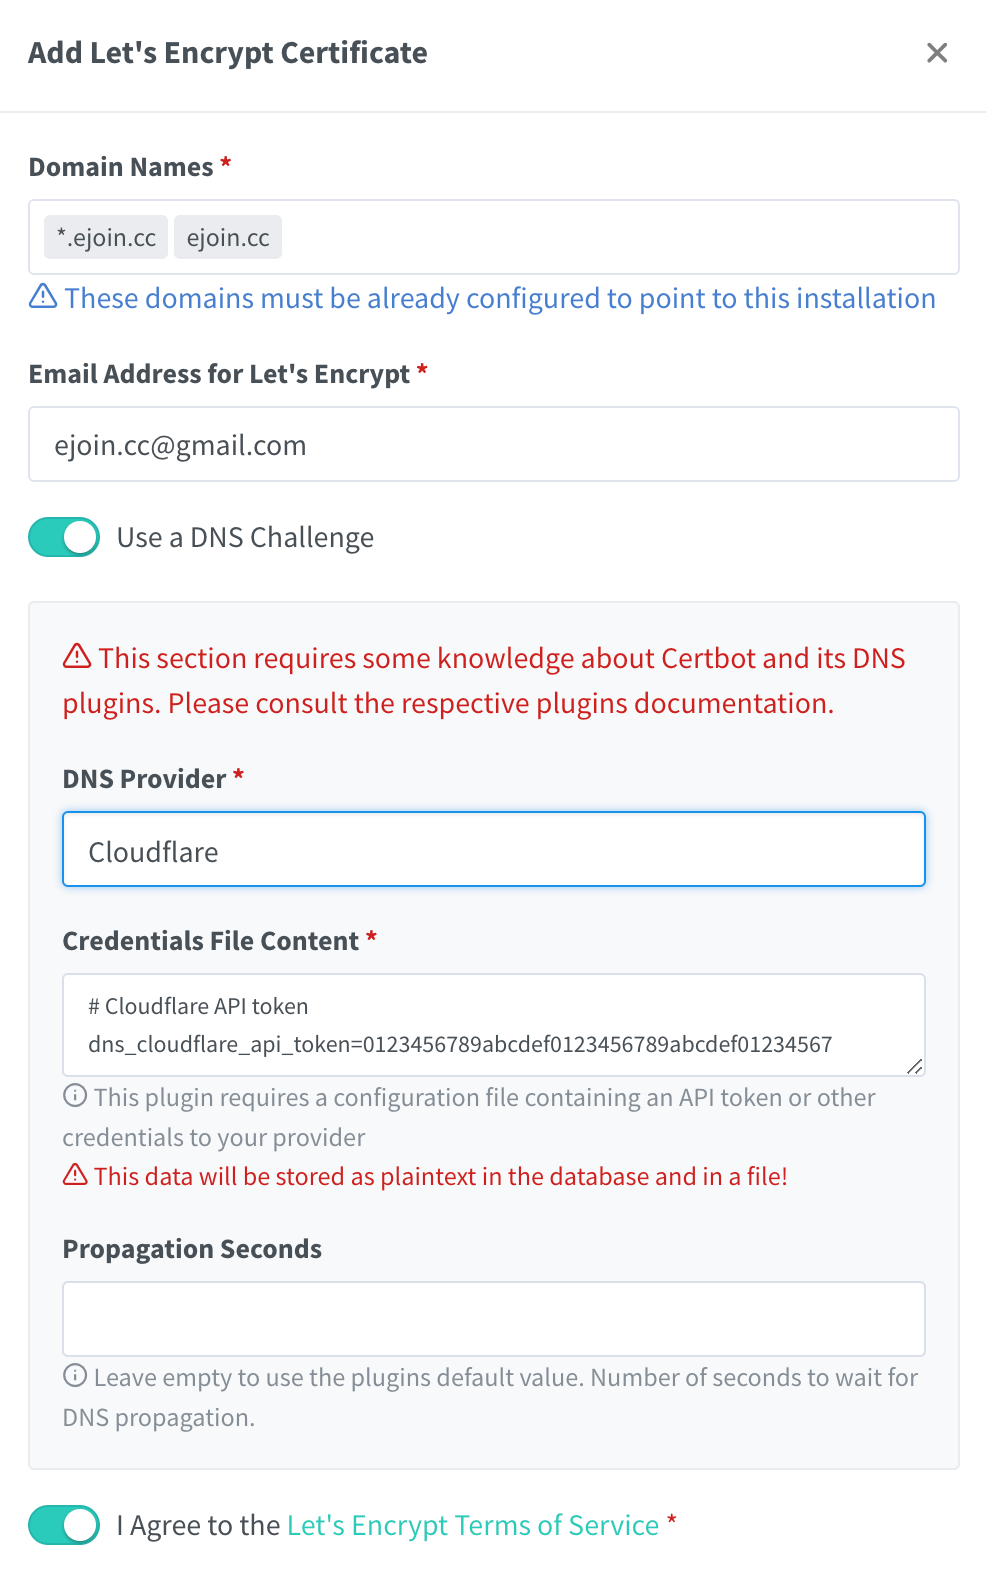 Add Let's Encrypt Certificate
Domain Names *
*.ejoin.cc ejoin.cc
These domains must be already configured to point to this installation
Email Address for Let's Encrypt *
ejoin.cc@gmail.com
Use a DNS Challenge
This section requires some knowledge about Certbot and its DNS
plugins. Please consult the respective plugins documentation.
DNS Provider *
Cloudflare
Credentials File Content *
# Cloudflare API token
dns_cloudflare_api_token=0123456789abcdef0123456789abcdef01234567
This plugin requires a configuration file containing an API token or other
credentials to your provider
This data will be stored as plaintext in the database and in a file!
Propagation Seconds
Leave empty to use the plugins default value. Number of seconds to wait for
DNS propagation.
I Agree to the Let's Encrypt Terms of Service *